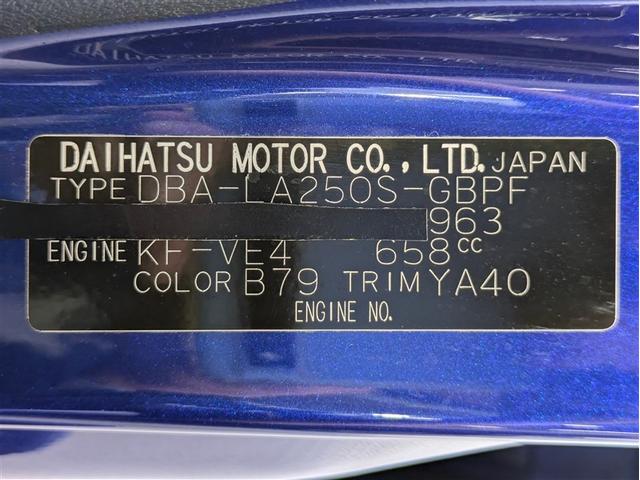 DAIHATSU MOTOR CO., LTD. JAPAN
TYPE DBA-LA250S-GBPF
963
ENGINE KF-VE4 658CC
COLOR B79 TRIM YA40
ENGINE NO.